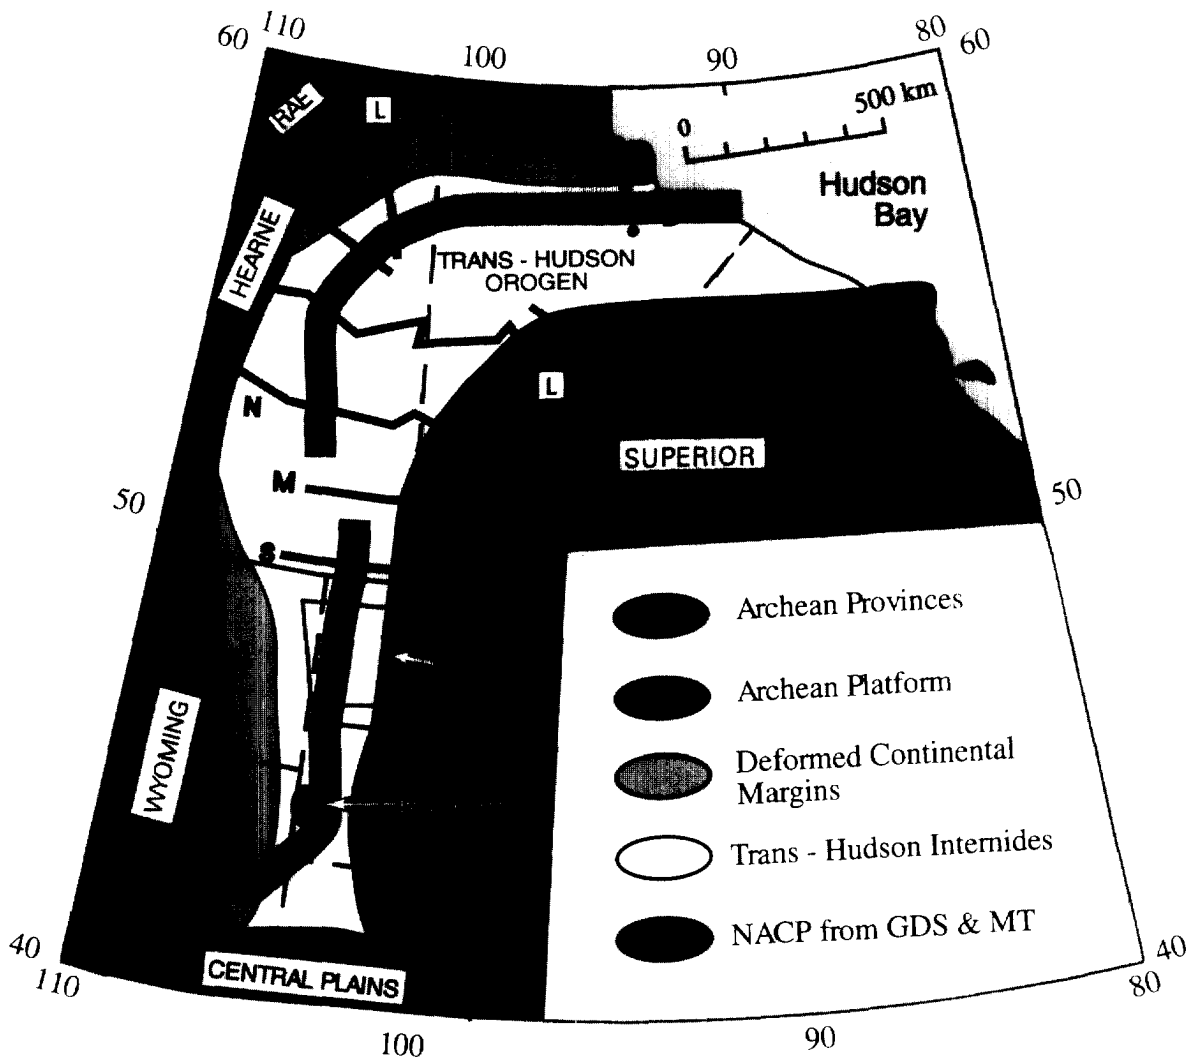 110
60
100
90
80
60
RAE
L
0
500 km
Hudson
Bay
HEARNE
TRANS - HUDSON
OROGEN
L
N
SUPERIOR
M
50
50
S
Archean Provinces
Archean Platform
WYOMING
Deformed Continental
Margins
Trans - Hudson Internides
NACP from GDS & MT
40
110
CENTRAL PLAINS
40
80
100
90